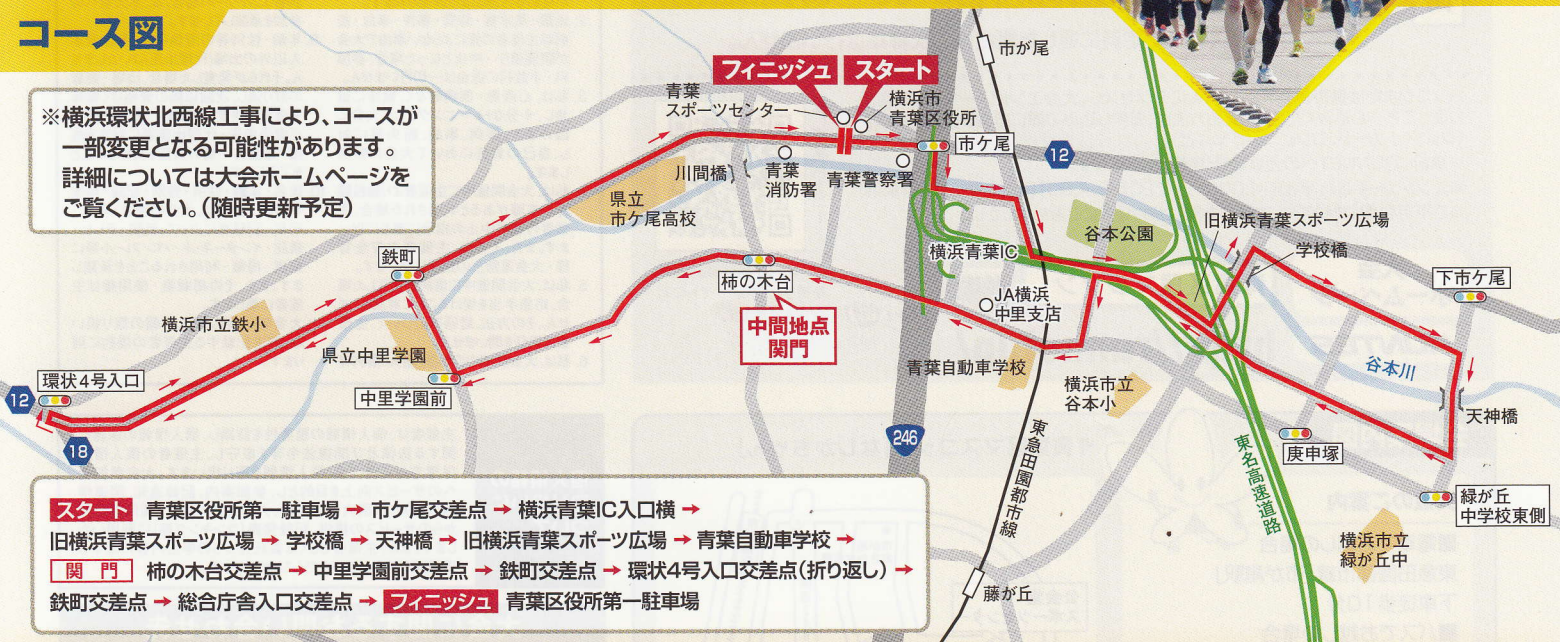 コース図
※横浜環状北西線工事により、コースが
一部変更となる可能性があります。
詳細については大会ホームページを
ご覧ください。(随時更新予定)
フィニッシュ
スタート
青葉
スポーツセンター
横浜市
青葉区役所
市が尾
市ケ尾
12
川間橋
青葉
消防署
青葉警察署
県立
市ケ尾高校
谷本公園
旧横浜青葉スポーツ広場
学校橋
横浜青葉IC
鉄町
柿の木台
中間地点
関門
JA横浜
中里支店
下市ケ尾
横浜市立鉄小
県立中里学園
青葉自動車学校
横浜市立
谷本小
谷本川
環状4号入口
12
18
中里学園前
天神橋
246
東急田園都市線
東名高速道路
庚申塚
緑が丘
中学校東側
横浜市立
緑が丘中
藤が丘
スタート 青葉区役所第一駐車場 → 市ケ尾交差点 → 横浜青葉IC入口横 →
旧横浜青葉スポーツ広場 → 学校橋 → 天神橋 → 旧横浜青葉スポーツ広場 → 青葉自動車学校 →
関門 柿の木台交差点 → 中里学園前交差点 → 鉄町交差点 → 環状4号入口交差点(折り返し) →
鉄町交差点 → 総合庁舎入口交差点 → フィニッシュ 青葉区役所第一駐車場